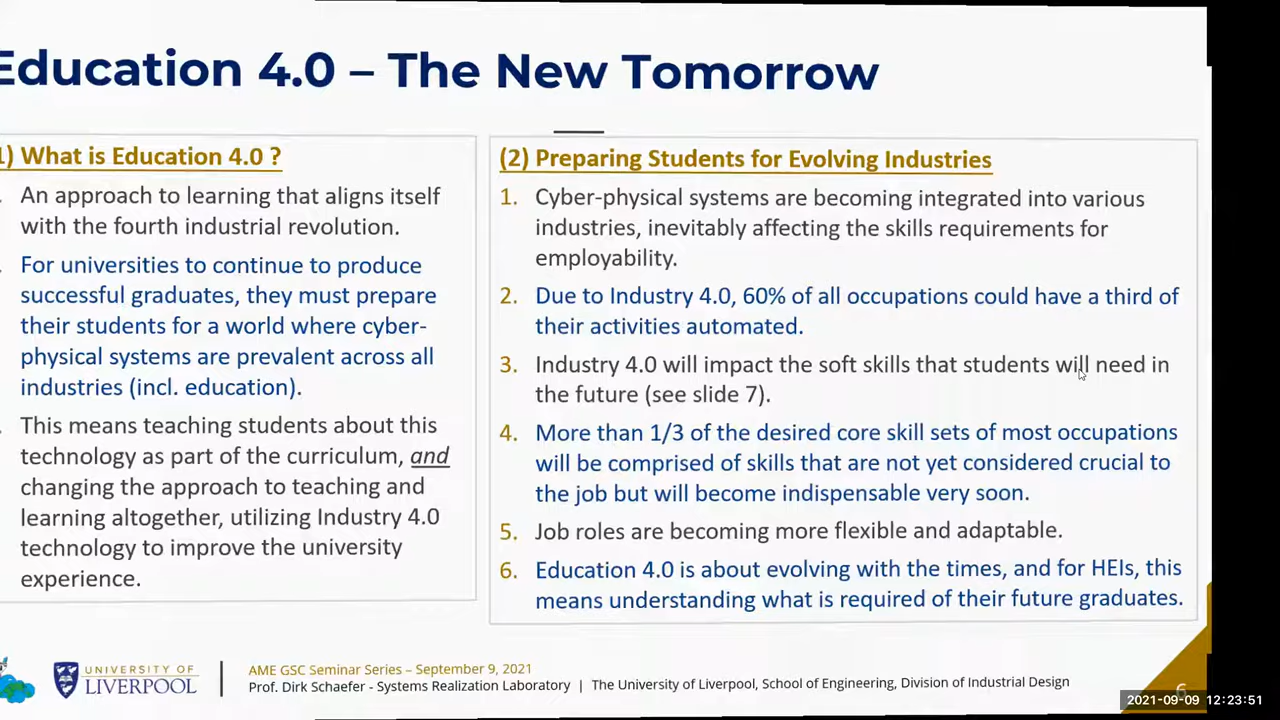 Education 4.0 – The New Tomorrow
1) What is Education 4.0 ?
An approach to learning that aligns itself
with the fourth industrial revolution.
For universities to continue to produce
successful graduates, they must prepare
their students for a world where cyber-
physical systems are prevalent across all
industries (incl. education).
This means teaching students about this
technology as part of the curriculum, and
changing the approach to teaching and
learning altogether, utilizing Industry 4.0
technology to improve the university
experience.
(2) Preparing Students for Evolving Industries
1. Cyber-physical systems are becoming integrated into various
industries, inevitably affecting the skills requirements for
employability.
2. Due to Industry 4.0, 60% of all occupations could have a third of
their activities automated.
3. Industry 4.0 will impact the soft skills that students will need in
the future (see slide 7).
4. More than 1/3 of the desired core skill sets of most occupations
will be comprised of skills that are not yet considered crucial to
the job but will become indispensable very soon.
5. Job roles are becoming more flexible and adaptable.
6. Education 4.0 is about evolving with the times, and for HEIs, this
means understanding what is required of their future graduates.
UNIVERSITY OF
LIVERPOOL
AME GSC Seminar Series – September 9, 2021
Prof. Dirk Schaefer - Systems Realization Laboratory | The University of Liverpool, School of Engineering, Division of Industrial Design
6
2021-09-09 12:23:51